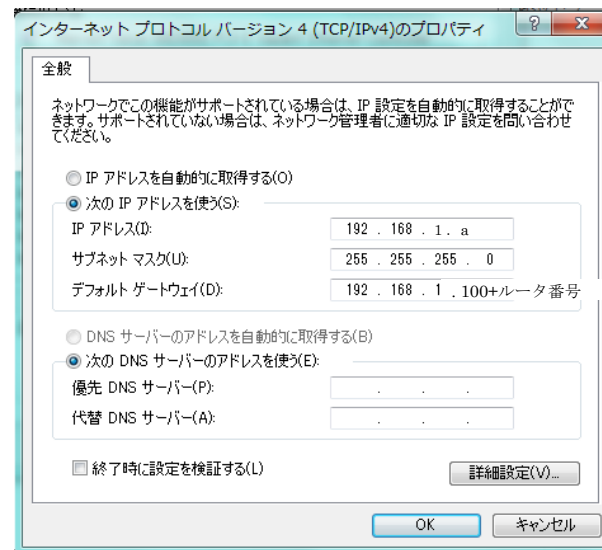 インターネット プロトコル バージョン 4 (TCP/IPv4)のプロパティ
全般
ネットワークでこの機能がサポートされている場合は、IP 設定を自動的に取得することがで
きます。サポートされていない場合は、ネットワーク管理者に適切な IP 設定を問い合わせ
てください。
IP アドレスを自動的に取得する(O)
次の IP アドレスを使う(S):
IP アドレス(I): 192 . 168 . 1 . a
サブネット マスク(U): 255 . 255 . 255 . 0
デフォルト ゲートウェイ(D): 192 . 168 . 1 . 100+ルータ番号
DNS サーバーのアドレスを自動的に取得する(B)
次の DNS サーバーのアドレスを使う(E):
優先 DNS サーバー(P): . . .
代替 DNS サーバー(A): . . .
終了時に設定を検証する(L)
詳細設定(V)...
OK キャンセル